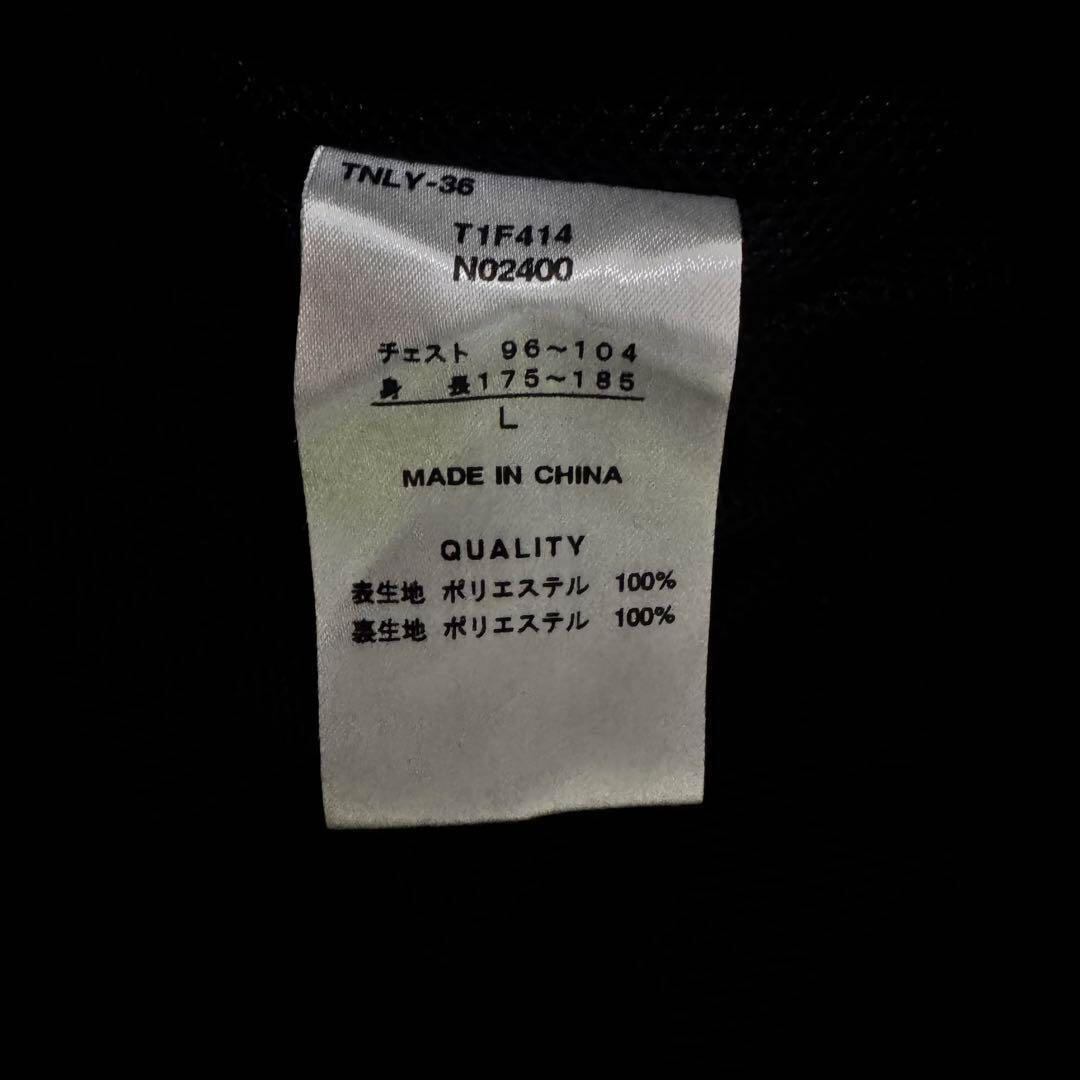 TNLY-36
T1F414
N02400
チェスト 96~104
身 長175~185
L
MADE IN CHINA
QUALITY
表生地 ポリエステル 100%
裏生地 ポリエステル 100%